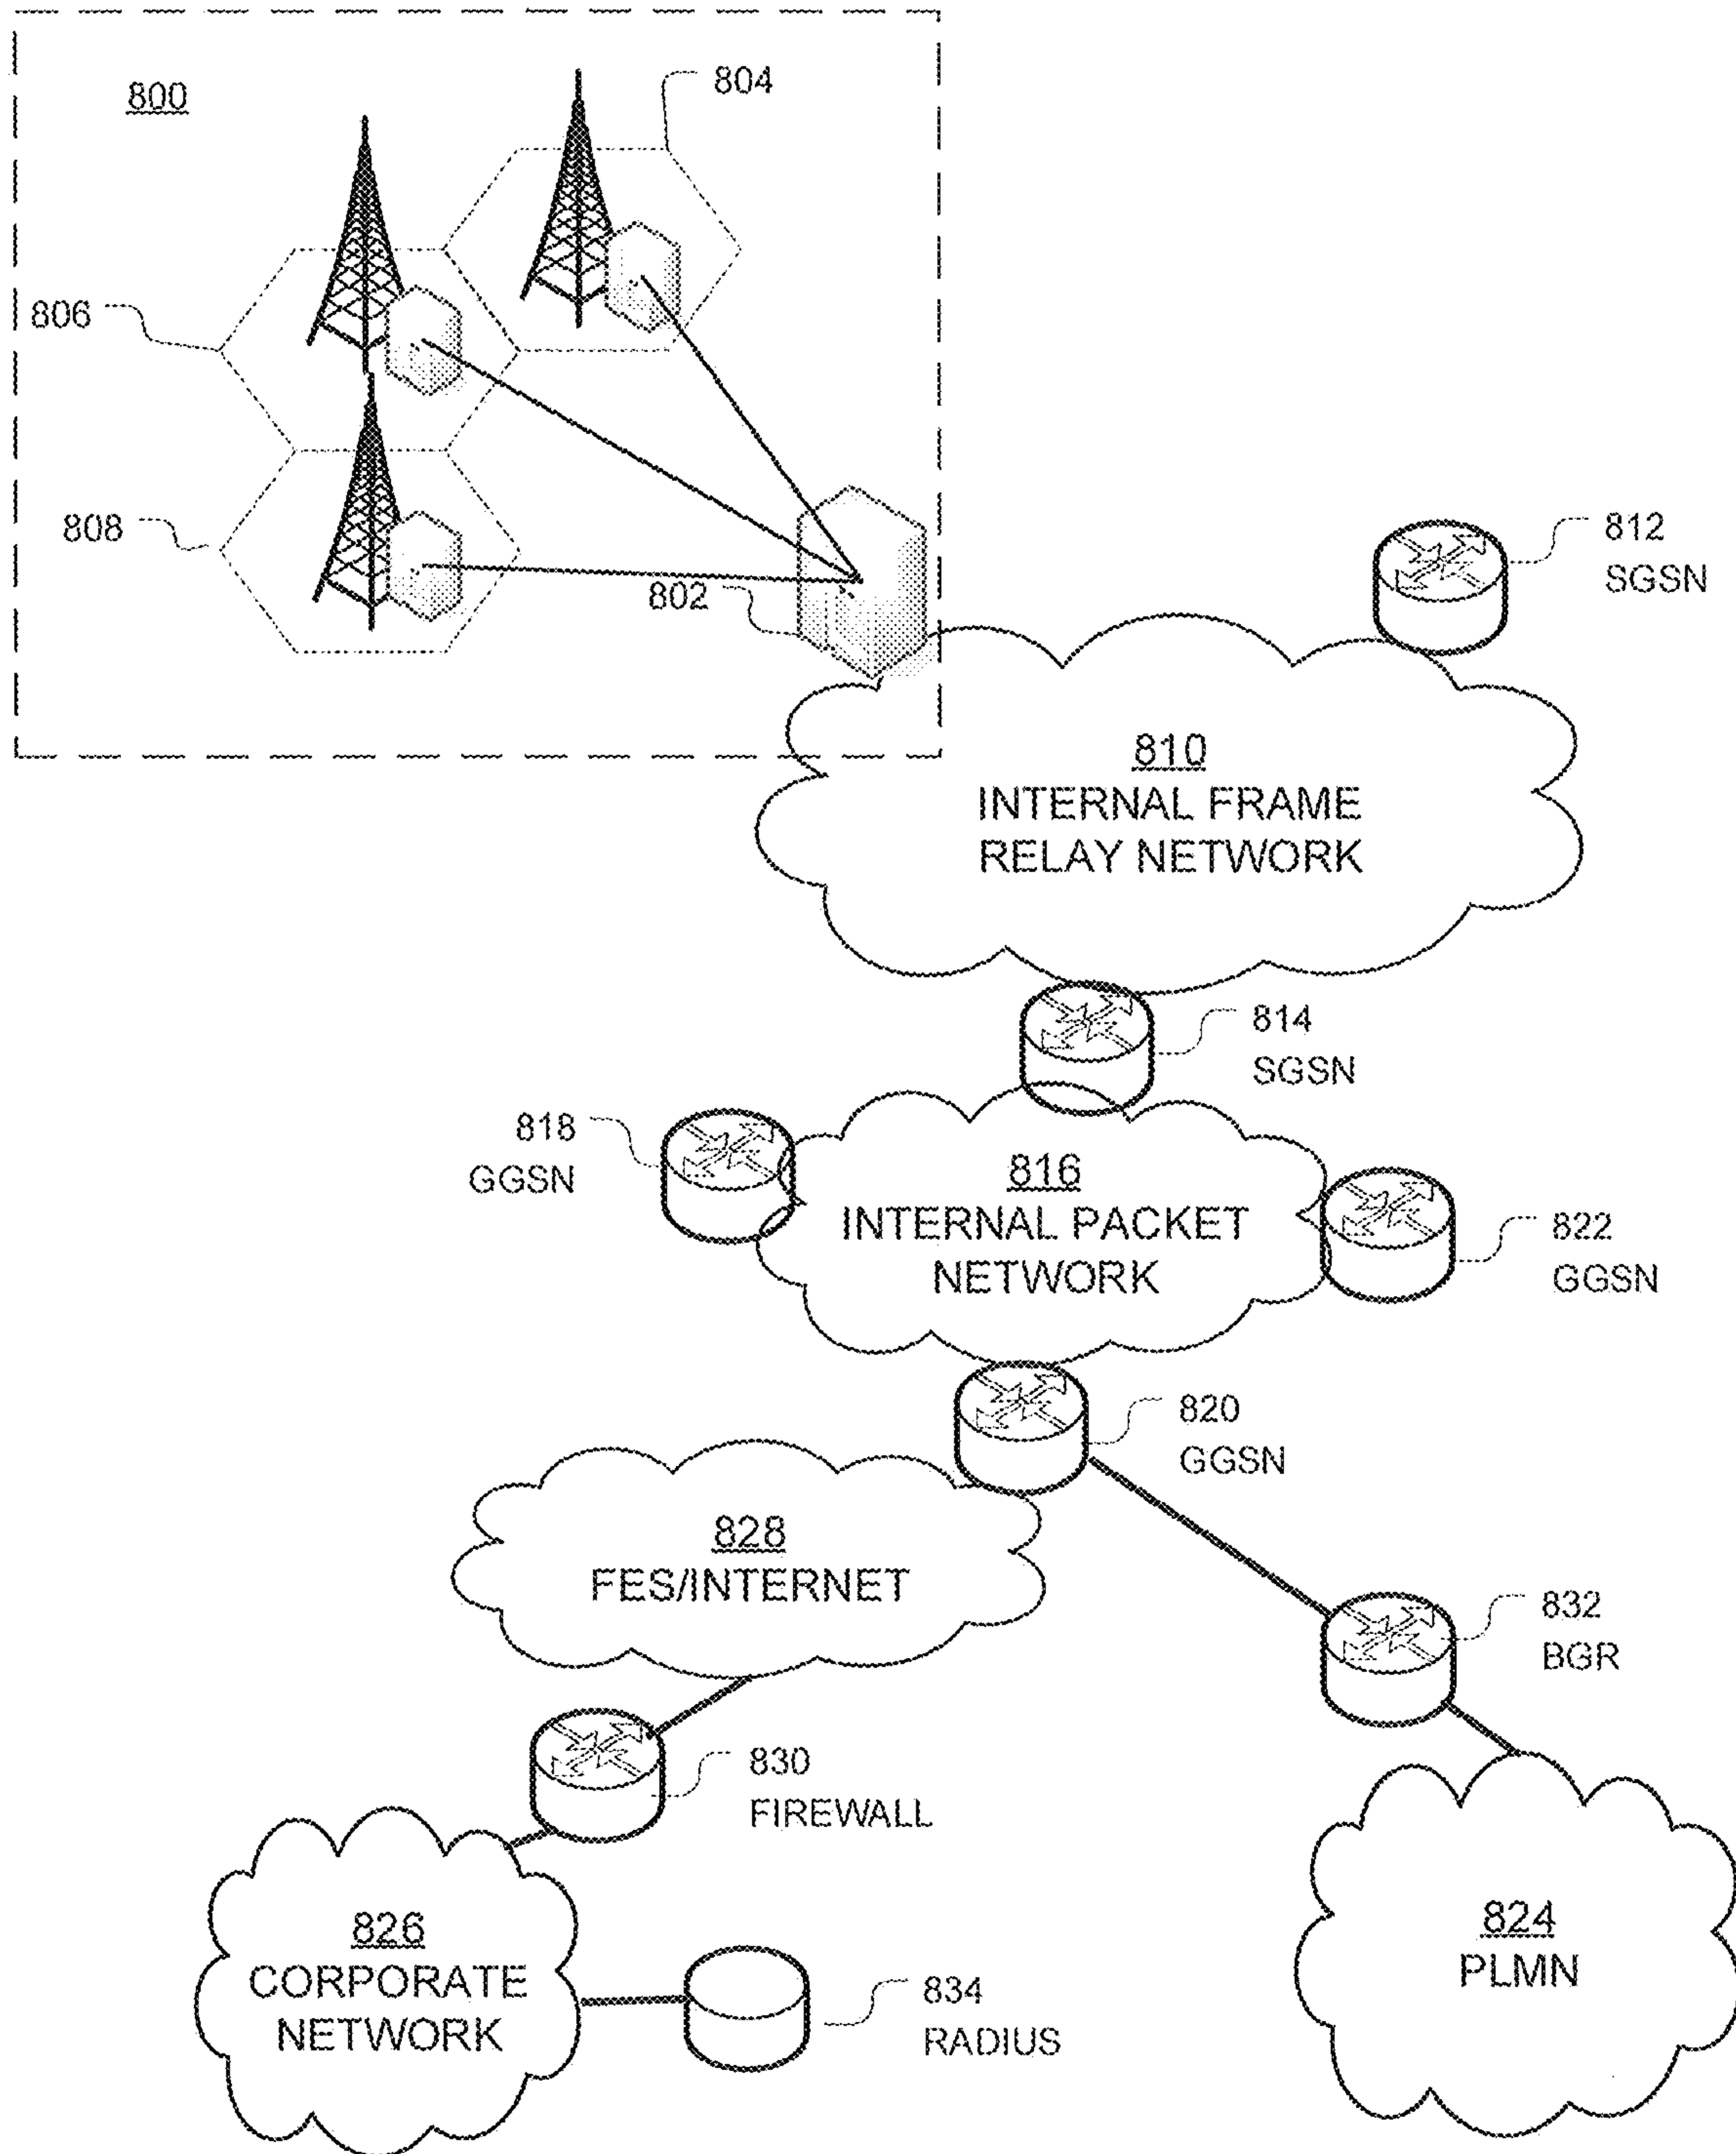 800
804
806
808
802
812
SGSN
810
INTERNAL FRAME
RELAY NETWORK
814
SGSN
818
GGSN
816
INTERNAL PACKET
NETWORK
822
GGSN
820
GGSN
828
FES/INTERNET
832
BGR
830
FIREWALL
826
CORPORATE
NETWORK
834
RADIUS
824
PLMN